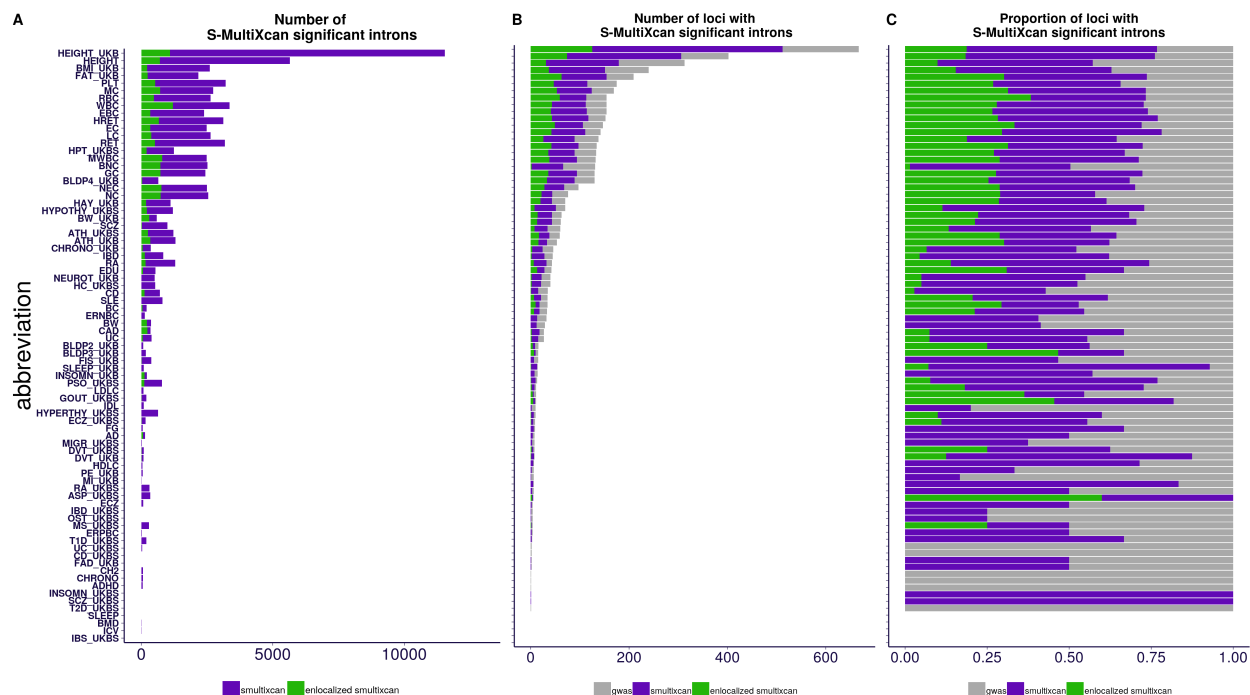 A
Number of
S-MultiXcan significant introns
B
Number of loci with
S-MultiXcan significant introns
C
Proportion of loci with
S-MultiXcan significant introns
abbreviation
HEIGHT_UKB
HEIGHT
BMI_UKB
FAT_UKB
PLT
MC
RBC
WBC
EBC
HRET
EC
LC
RET
HPT_UKBS
MWBC
BNC
GC
BLDP4_UKB
NEC
NC
HAY_UKB
HYPOTHY_UKBS
BW_UKB
SCZ
ATH_UKBS
ATH_UKB
CHRONO_UKB
IBD
RA
EDU
NEUROT_UKB
HC_UKBS
CD
SLE
BC
ERNBC
BW
CAD
UC
BLDP2_UKB
BLDP3_UKB
FIS_UKB
SLEEP_UKB
INSOMN_UKB
PSO_UKBS
LDLC
GOUT_UKBS
IDL
HYPERTHY_UKBS
ECZ_UKBS
FG
AD
MIGR_UKBS
DVT_UKBS
DVT_UKB
HDLC
PE_UKB
MI_UKB
RA_UKBS
ASP_UKBS
ECZ
IBD_UKBS
OST_UKBS
MS_UKBS
ERPBC
T1D_UKBS
UC_UKBS
CD_UKBS
FAD_UKB
CH2
CHRONO
ADHD
INSOMN_UKBS
SCZ_UKBS
T2D_UKBS
SLEEP
BMD
ICV
IBS_UKBS
0 5000 10000
0 200 400 600
0.00 0.25 0.50 0.75 1.00
smultixcan enlocalized smultixcan
gwas smultixcan enlocalized smultixcan
gwas smultixcan enlocalized smultixcan